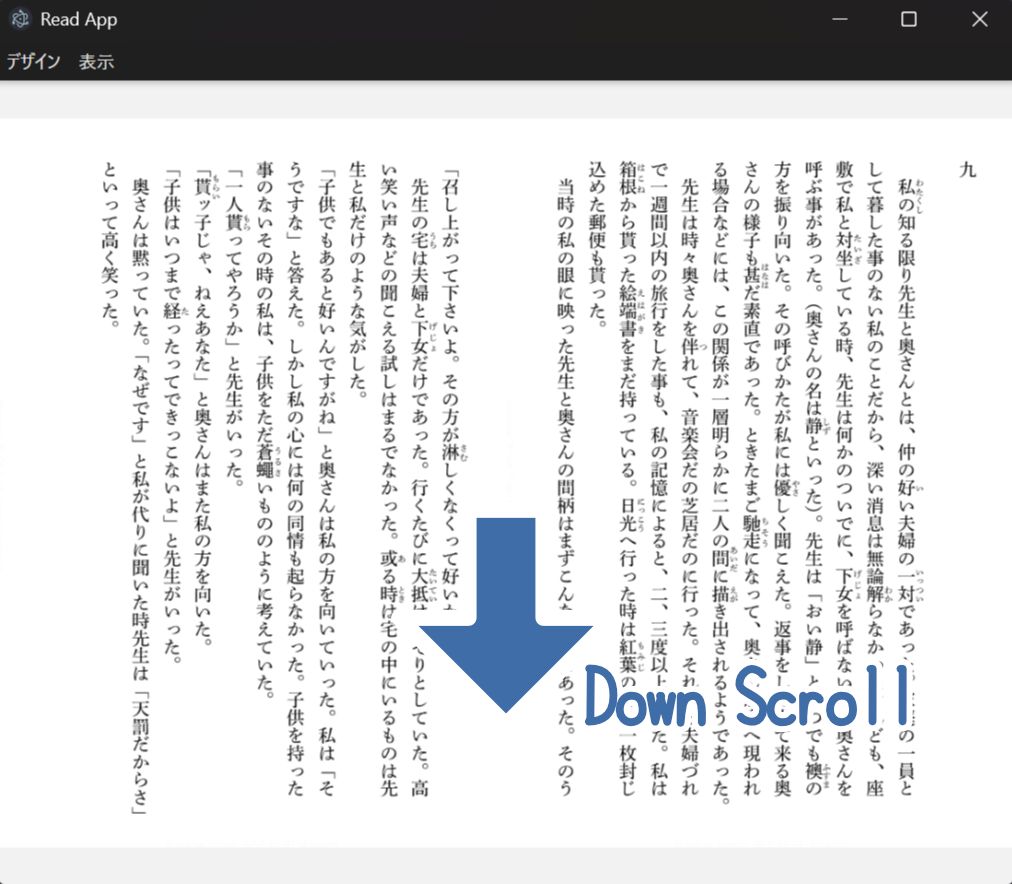 Read App
デザイン 表示
九
私の知る限り先生と奥さんとは、仲の好い夫婦の一対であっ の一員と
して暮した事のない私のことだから、深い消息は無論解らなか ども、座
敷で私と対坐している時、先生は何かのついでに、下女を呼ばない 奥さんを
呼ぶ事があった。(奥さんの名は静といった)。先生は「おい静」と つでも襖の
方を振り向いた。その呼びかたが私には優しく聞こえた。返事をし て来る奥
さんの様子も甚だ素直であった。ときたまご馳走になって、奥 へ現われ
る場合などには、この関係が一層明らかに二人の間に描き出されるようであった。
先生は時々奥さんを伴れて、音楽会だの芝居だのに行った。それ 夫婦づれ
で一週間以内の旅行をした事も、私の記憶によると、二、三度以上 た。私は
箱根から貰った絵端書をまだ持っている。日光へ行った時は紅葉の 一枚封じ
込めた郵便も貰った。
当時の私の眼に映った先生と奥さんの間柄はまずこんな あった。そのう
「召し上がって下さいよ。その方が淋しくなくって好い
先生の宅は夫婦と下女だけであった。行くたびに大抵は りとしていた。高
い笑い声などの聞こえる試しはまるでなかった。或る時は宅の中にいるものは先
生と私だけのような気がした。
「子供でもあると好いんですがね」と奥さんは私の方を向いていった。私は「そ
うですな」と答えた。しかし私の心には何の同情も起らなかった。子供を持った
事のないその時の私は、子供をただ蒼蠅いもののように考えていた。
「一人貰ってやろうか」と先生がいった。
「貰ッ子じゃ、ねえあなた」と奥さんはまた私の方を向いた。
「子供はいつまで経ったってできっこないよ」と先生がいった。
奥さんは黙っていた。「なぜです」と私が代りに聞いた時先生は「天罰だからさ」
といって高く笑った。
Down Scroll